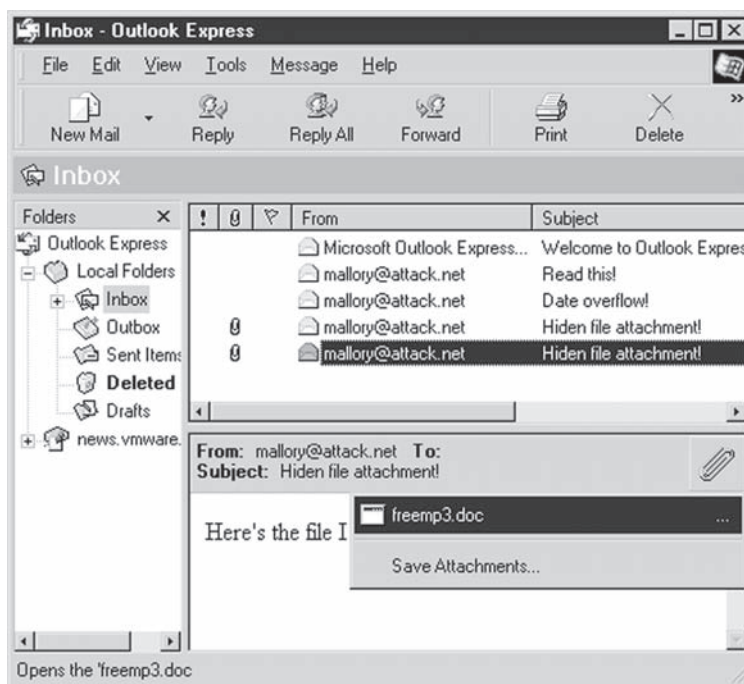 Inbox - Outlook Express
File Edit View Tools Message Help
New Mail Reply Reply All Forward Print Delete »
Inbox
Folders ×
Outlook Express
Local Folders
Inbox
Outbox
Sent Items
Deleted
Drafts
news.vmware.
! From Subject
Microsoft Outlook Express... Welcome to Outlook Expres
mallory@attack.net Read this!
mallory@attack.net Date overflow!
mallory@attack.net Hiden file attachment!
mallory@attack.net Hiden file attachment!
From: mallory@attack.net To:
Subject: Hiden file attachment!
Here's the file I
freemp3.doc ...
Save Attachments...
Opens the 'freemp3.doc